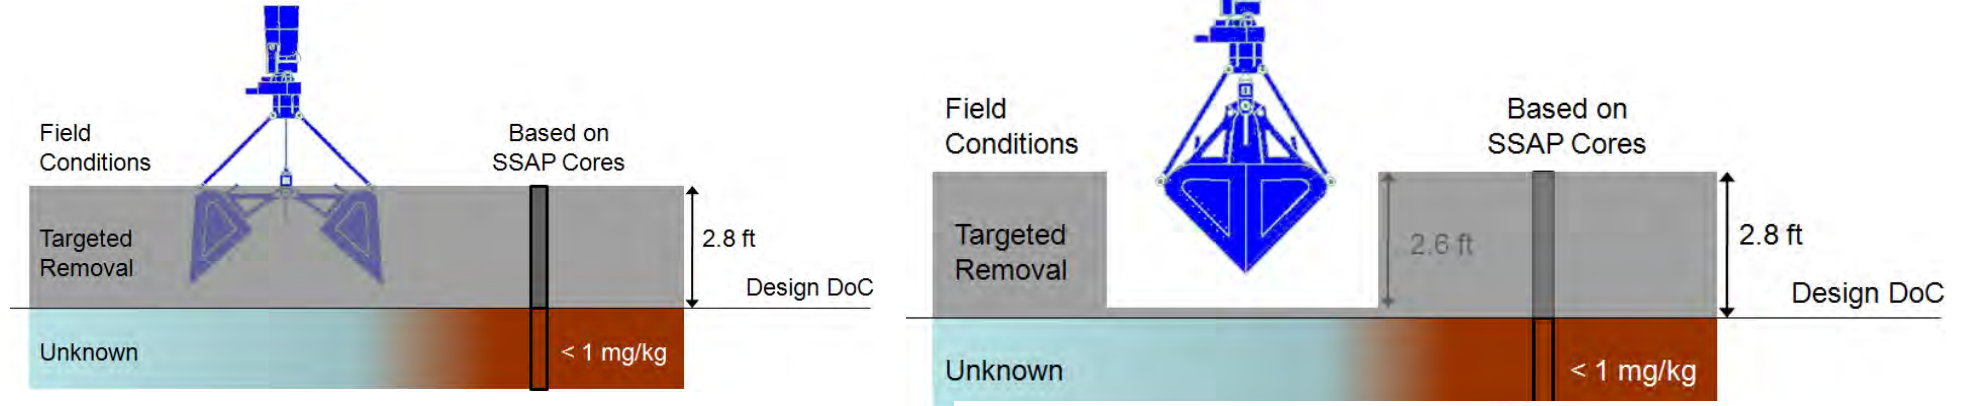 Field
Conditions
Based on
SSAP Cores
Targeted
Removal
2.8 ft
Design DoC
Unknown
< 1 mg/kg
Field
Conditions
Based on
SSAP Cores
Targeted
Removal
2.6 ft
2.8 ft
Design DoC
Unknown
< 1 mg/kg